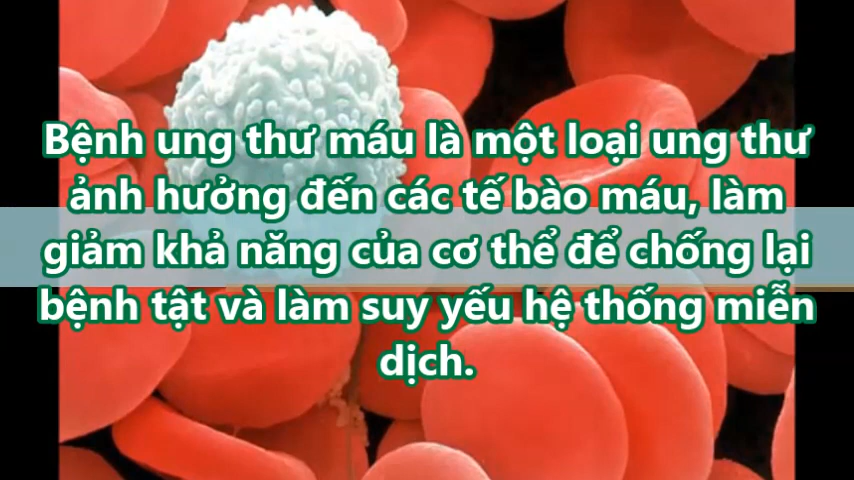 Bệnh ung thư máu là một loại ung thư
ảnh hưởng đến các tế bào máu, làm
giảm khả năng của cơ thể để chống lại
bệnh tật và làm suy yếu hệ thống miễn
dịch.